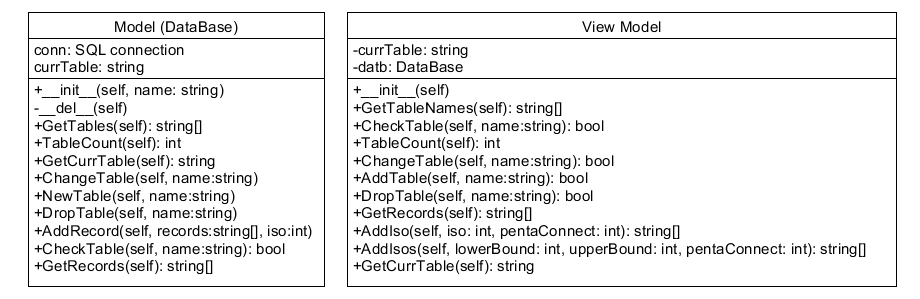 Model (DataBase)
conn: SQL connection
currTable: string
+__init__(self, name: string)
-__del__(self)
+GetTables(self): string[]
+TableCount(self): int
+GetCurrTable(self): string
+ChangeTable(self, name:string)
+NewTable(self, name:string)
+DropTable(self, name:string)
+AddRecord(self, records:string[], iso:int)
+CheckTable(self, name:string): bool
+GetRecords(self): string[]
View Model
-currTable: string
-datb: DataBase
+__init__(self)
+GetTableNames(self): string[]
+CheckTable(self, name:string): bool
+TableCount(self): int
+ChangeTable(self, name:string): bool
+AddTable(self, name:string): bool
+DropTable(self, name:string): bool
+GetRecords(self): string[]
+AddIso(self, iso: int, pentaConnect: int): string[]
+AddIsos(self, lowerBound: int, upperBound: int, pentaConnect: int): string[]
+GetCurrTable(self): string